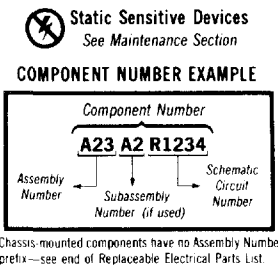 Static Sensitive Devices
See Maintenance Section
COMPONENT NUMBER EXAMPLE
Component Number
A23 A2 R1234
Assembly Number
Subassembly Number (if used)
Schematic Circuit Number
Chassis-mounted components have no Assembly Numbe
prefix—see end of Replaceable Electrical Parts List.